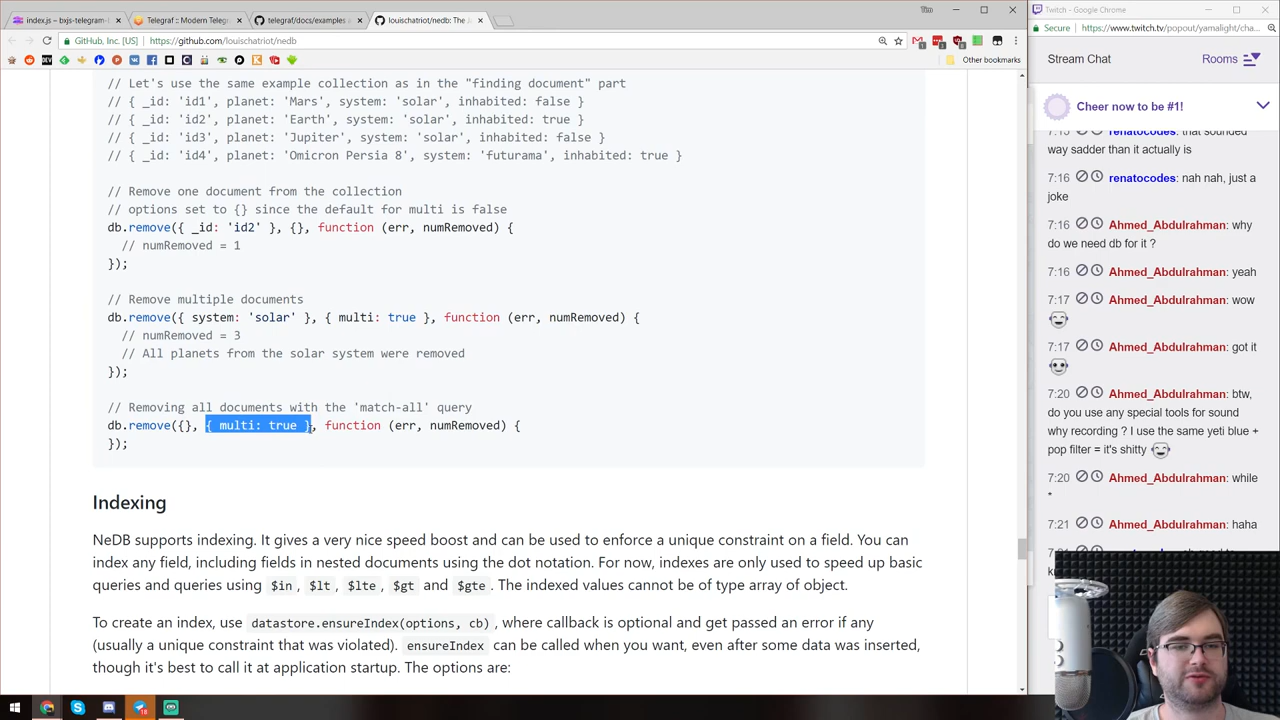 index.js – bxjs-telegram-b
Telegraf :: Modern Telegra
telegraf/docs/examples a
louischatriot/nedb: The Ja
Tim
GitHub, Inc. [US]
https://github.com/louischatriot/nedb
Other bookmarks
// Let's use the same example collection as in the "finding document" part
// { _id: 'id1', planet: 'Mars', system: 'solar', inhabited: false }
// { _id: 'id2', planet: 'Earth', system: 'solar', inhabited: true }
// { _id: 'id3', planet: 'Jupiter', system: 'solar', inhabited: false }
// { _id: 'id4', planet: 'Omicron Persia 8', system: 'futurama', inhabited: true }
// Remove one document from the collection
// options set to {} since the default for multi is false
db.remove({ _id: 'id2' }, {}, function (err, numRemoved) {
// numRemoved = 1
});
// Remove multiple documents
db.remove({ system: 'solar' }, { multi: true }, function (err, numRemoved) {
// numRemoved = 3
// All planets from the solar system were removed
});
// Removing all documents with the 'match-all' query
db.remove({}, { multi: true }, function (err, numRemoved) {
});
Indexing
NeDB supports indexing. It gives a very nice speed boost and can be used to enforce a unique constraint on a field. You can
index any field, including fields in nested documents using the dot notation. For now, indexes are only used to speed up basic
queries and queries using $in, $lt, $lte, $gt and $gte. The indexed values cannot be of type array of object.
To create an index, use datastore.ensureIndex(options, cb), where callback is optional and get passed an error if any
(usually a unique constraint that was violated). ensureIndex can be called when you want, even after some data was inserted,
though it's best to call it at application startup. The options are:
Twitch - Google Chrome
Secure
https://www.twitch.tv/popout/yamalight/cha...
Stream Chat
Rooms
Cheer now to be #1!
7:15 renatocodes: that sounded
way sadder than it actually is
7:16 renatocodes: nah nah, just a
joke
7:16 Ahmed_Abdulrahman: why
do we need db for it ?
7:16 Ahmed_Abdulrahman: yeah
7:17 Ahmed_Abdulrahman: wow
7:17 Ahmed_Abdulrahman: got it
7:20 Ahmed_Abdulrahman: btw,
do you use any special tools for sound
why recording ? I use the same yeti blue +
pop filter = it's shitty
7:20 Ahmed_Abdulrahman: while
*
7:21 Ahmed_Abdulrahman: haha